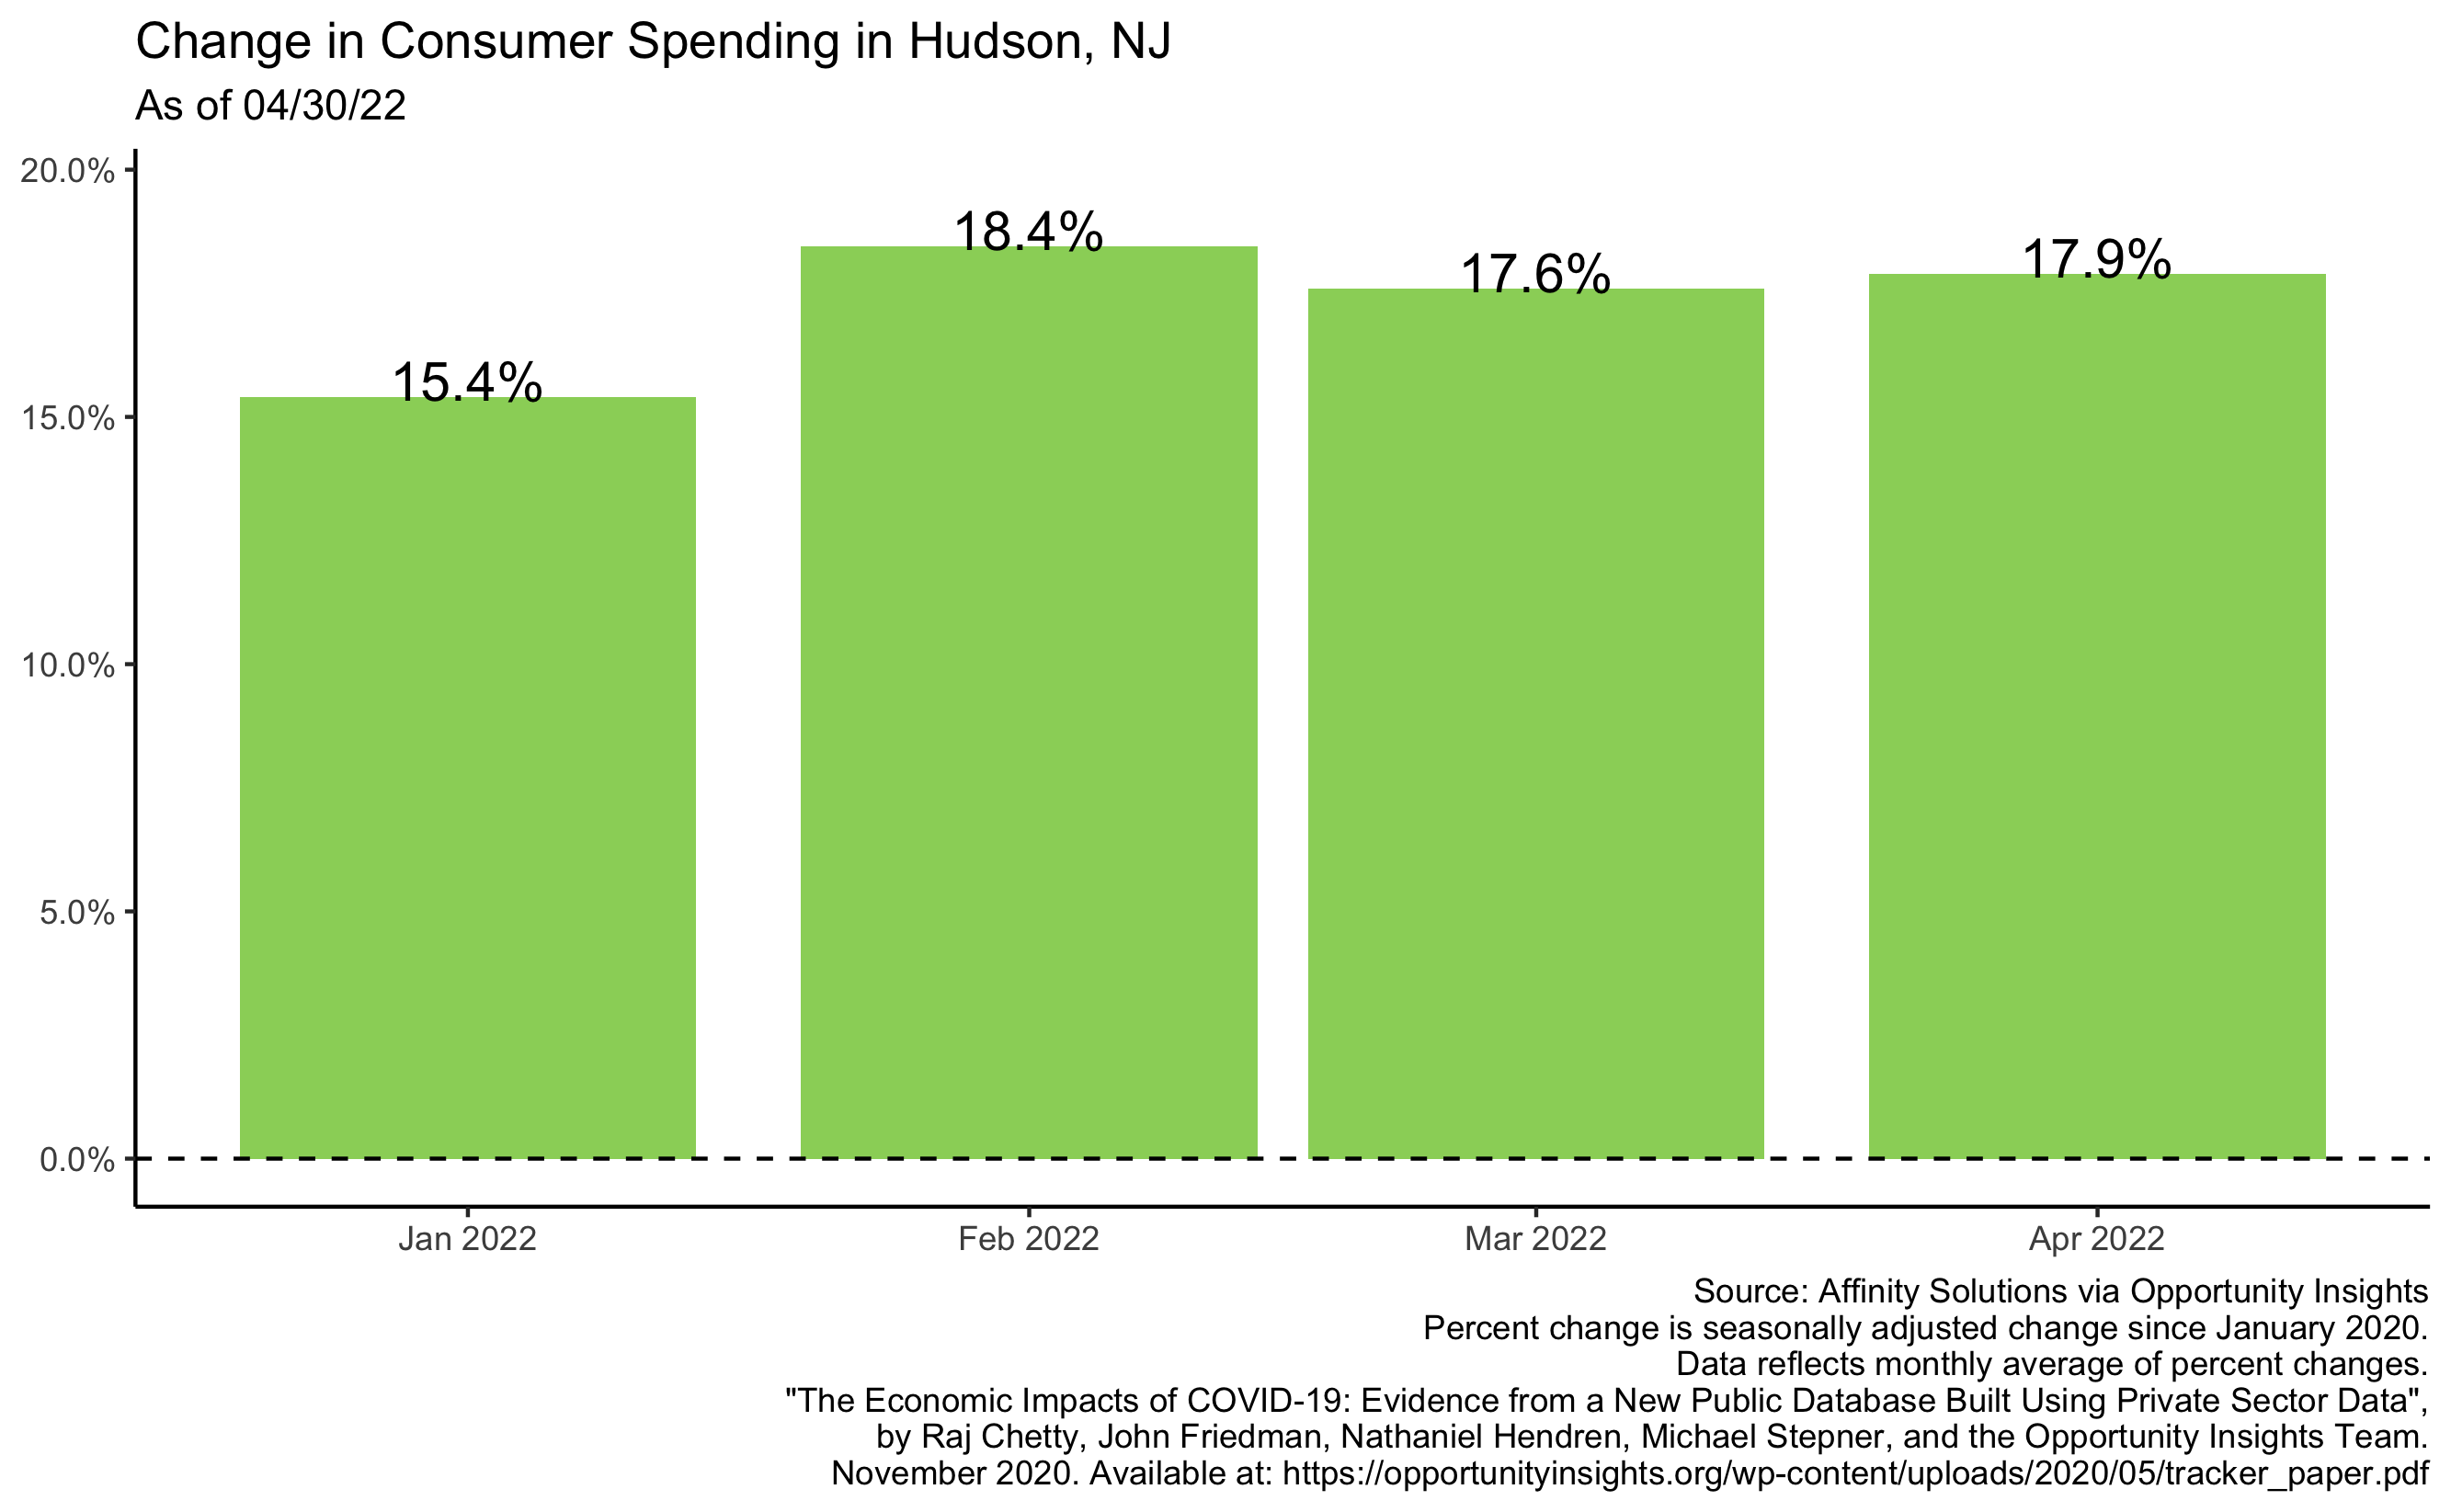 Change in Consumer Spending in Hudson, NJ
As of 04/30/22
20.0%
15.0%
10.0%
5.0%
0.0%
15.4%
18.4%
17.6%
17.9%
Jan 2022
Feb 2022
Mar 2022
Apr 2022
Source: Affinity Solutions via Opportunity Insights
Percent change is seasonally adjusted change since January 2020.
Data reflects monthly average of percent changes.
"The Economic Impacts of COVID-19: Evidence from a New Public Database Built Using Private Sector Data",
by Raj Chetty, John Friedman, Nathaniel Hendren, Michael Stepner, and the Opportunity Insights Team.
November 2020. Available at: https://opportunityinsights.org/wp-content/uploads/2020/05/tracker_paper.pdf